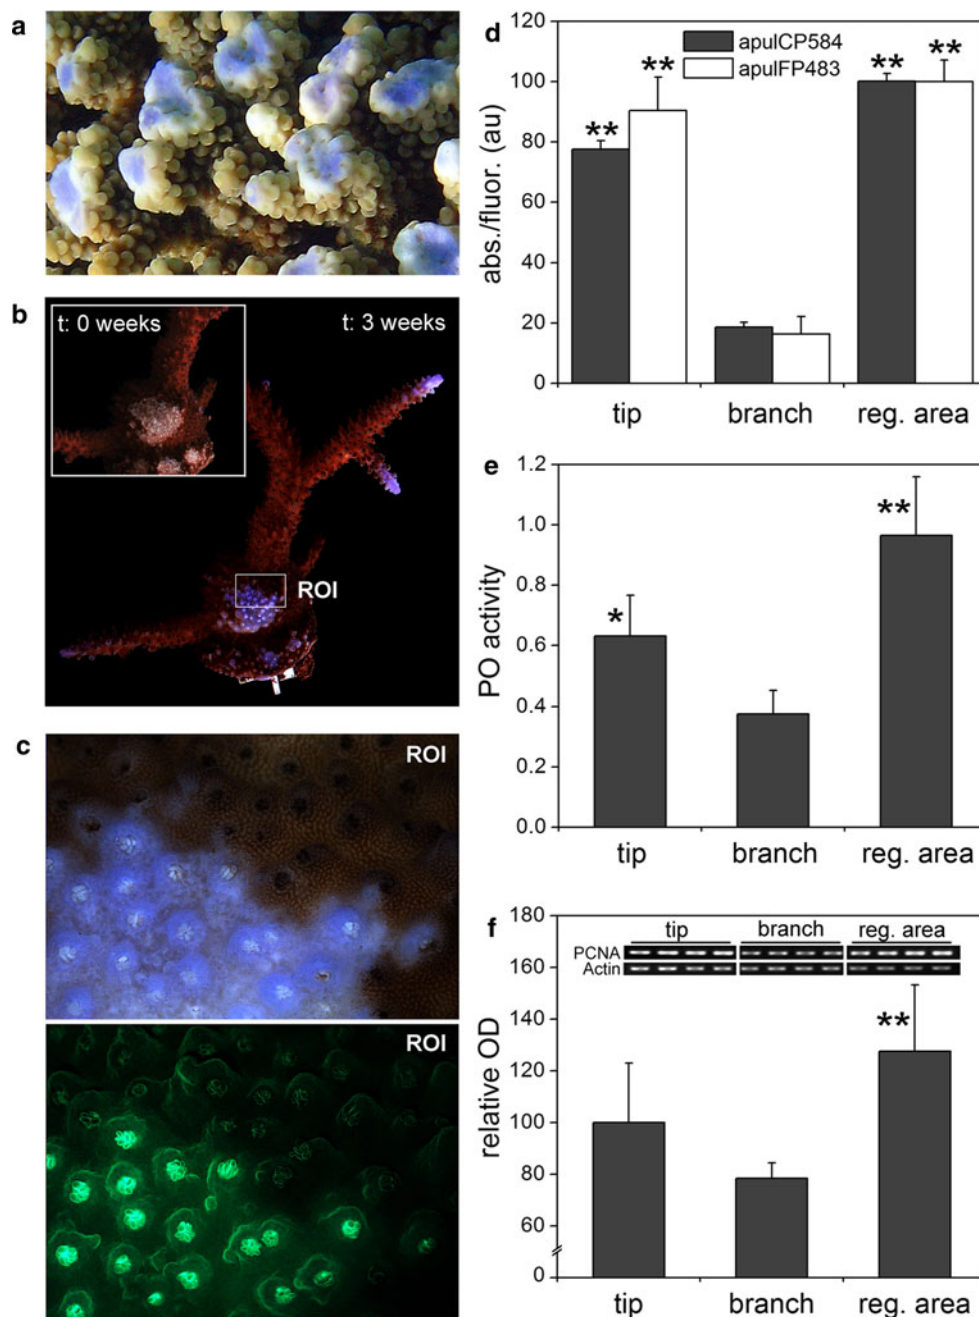 a
b
t: 0 weeks
t: 3 weeks
ROI
c
ROI
ROI
d
apulCP584
apulFP483
abs./fluor. (au)
120
100
80
60
40
20
0
**
**
**
**
tip
branch
reg. area
e
PO activity
1.2
1.0
0.8
0.6
0.4
0.2
0.0
*
**
tip
branch
reg. area
f
relative OD
180
160
140
120
100
80
60
0
tip
branch
reg. area
PCNA
Actin
**
tip
branch
reg. area